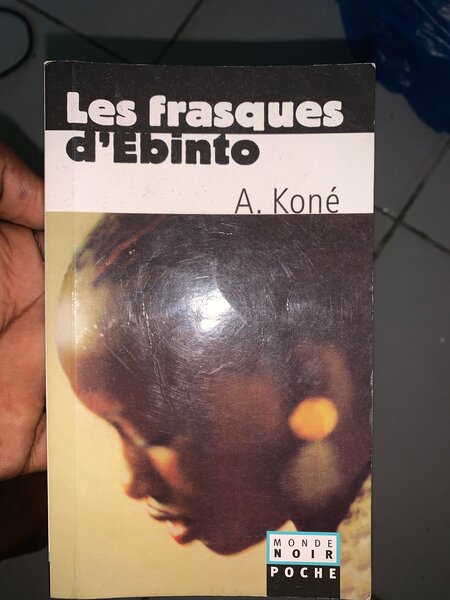 Les frasques
d'Ebinto
A. Koné
MONDE
NOIR
POCHE